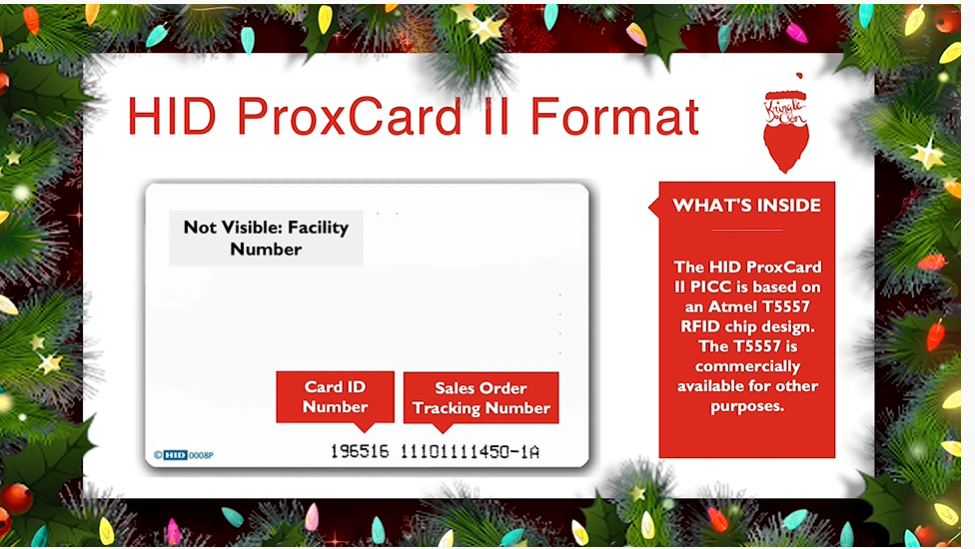 HID ProxCard II Format
Kringle
Con
WHAT'S INSIDE
Not Visible: Facility
Number
The HID ProxCard
II PICC is based on
an Atmel T5557
RFID chip design.
The T5557 is
commercially
available for other
purposes.
Card ID
Number
Sales Order
Tracking Number
196516 11101111450-1A
© HID 0008P